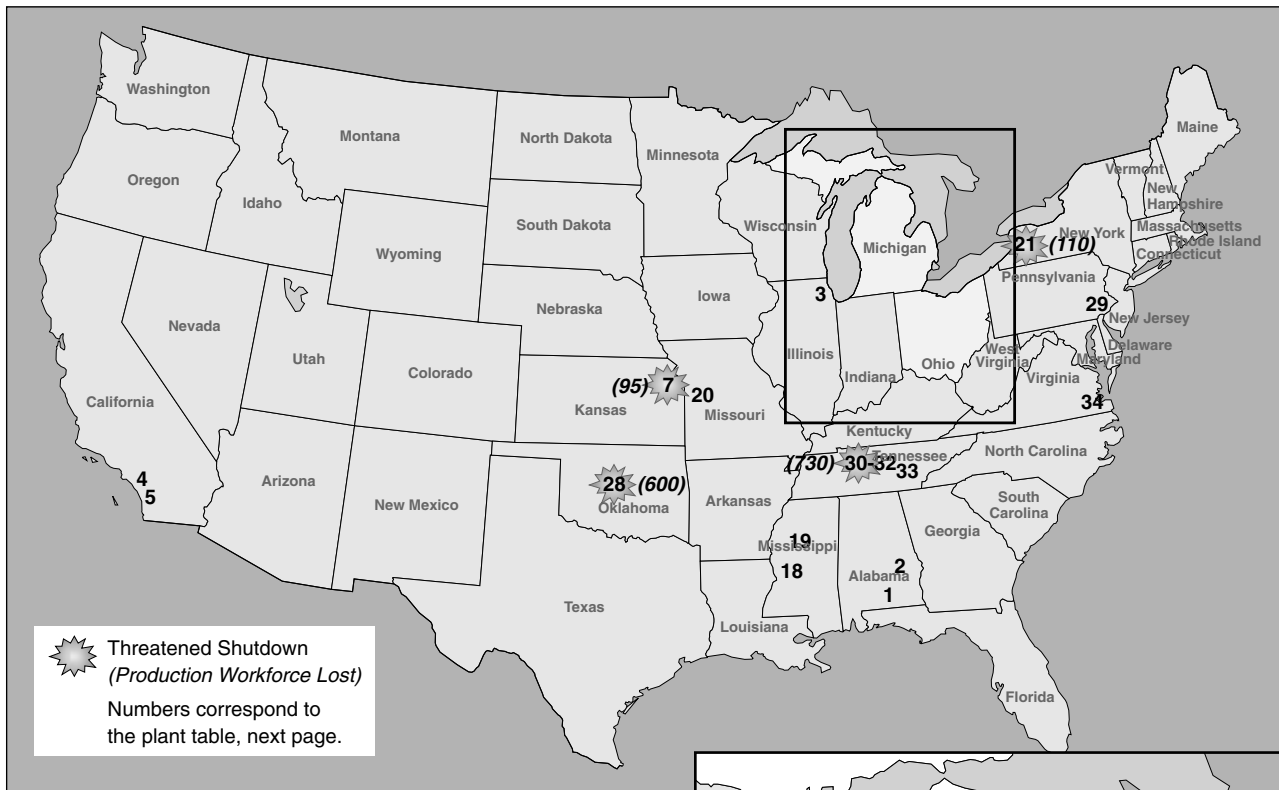 Washington
Montana
North Dakota
Minnesota
Maine
Oregon
Idaho
Vermont
New
Hampshire
South Dakota
Wisconsin
Michigan
New York
Massachusetts
Rhode Island
Connecticut
21 (110)
Wyoming
Pennsylvania
Nebraska
Iowa
3
29
New Jersey
Nevada
Utah
Colorado
Illinois
Indiana
Ohio
West
Virginia
Delaware
Maryland
Virginia
34
California
(95) 7 20
Kansas
Missouri
Kentucky
North Carolina
(730) 30-32
Tennessee
33
4
5
Arizona
New Mexico
28 (600)
Oklahoma
Arkansas
South
Carolina
Georgia
19
Mississippi
18
2
Alabama
1
Texas
Louisiana
Florida
Threatened Shutdown
(Production Workforce Lost)
Numbers correspond to
the plant table, next page.